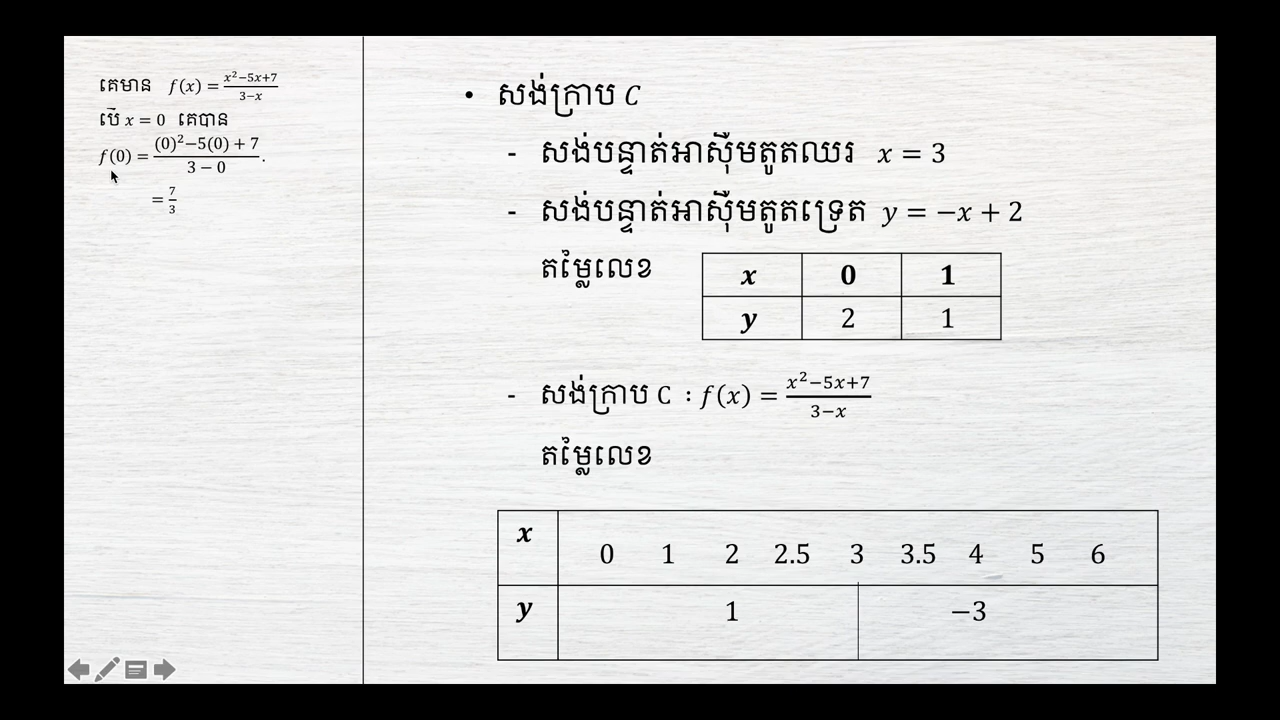 គេមាន f(x) = \frac{x²−5x+7}{3−x}
បើ x = 0 គេបាន
f(0) = \frac{(0)²−5(0) + 7}{3 − 0}.
= \frac{7}{3}
• សង់ក្រាប C
- សង់បន្ទាត់អាស៊ីមតូតឈរ x = 3
- សង់បន្ទាត់អាស៊ីមតូតទ្រេត y = −x + 2
តម្លៃលេខ
x 0 1
y 2 1
- សង់ក្រាប C : f(x) = \frac{x²−5x+7}{3−x}
តម្លៃលេខ
x 0 1 2 2.5 3 3.5 4 5 6
y 1 −3